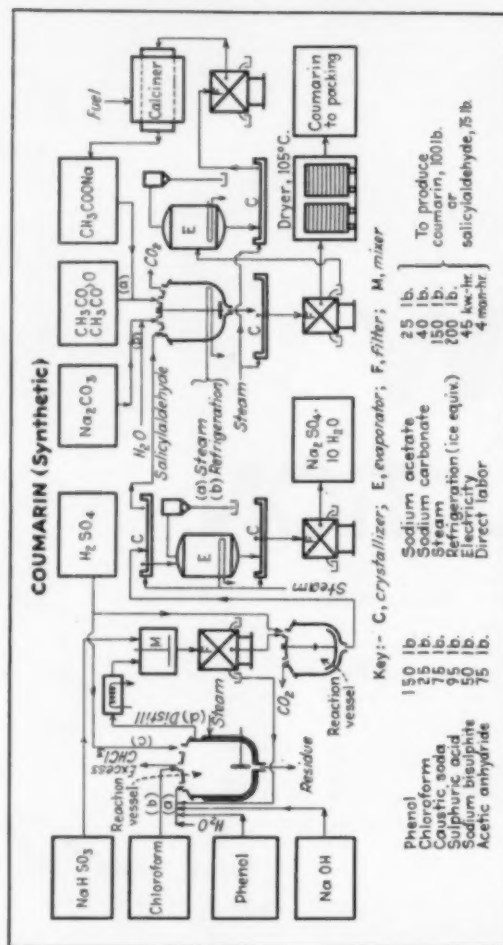 COUMARIN (Synthetic)
NaHSO3
Chloroform
Phenol
NaOH
H2O
(a)
(b)
Reaction vessel
Excess CHCl3
(c)
(d) Distill
Steam
Residue
M
F
CO2
Reaction vessel
H2SO4
C
E
Steam
C
F
Na2SO4.
10 H2O
Na2CO3
CH3CO
CH3CO>O
CH3COONa
(a)
(b)
H2O
Salicylaldehyde
CO2
(a) Steam
(b) Refrigeration
Steam
C
F
E
C
F
Fuel
Calciner
Dryer, 105°C.
Coumarin
to packing
Key:- C, crystallizer; E, evaporator; F, filter; M, mixer
Phenol 150 lb.
Chloroform 25 lb.
Caustic soda 75 lb.
Sulphuric acid 95 lb.
Sodium bisulphite 50 lb.
Acetic anhydride 75 lb.
Sodium acetate 25 lb.
Sodium carbonate 40 lb.
Steam 150 lb.
Refrigeration (ice equiv.) 200 lb.
Electricity 45 kw.-hr.
Direct labor 4 man-hr.
To produce
coumarin, 100 lb.
or
salicylaldehyde, 75 lb.